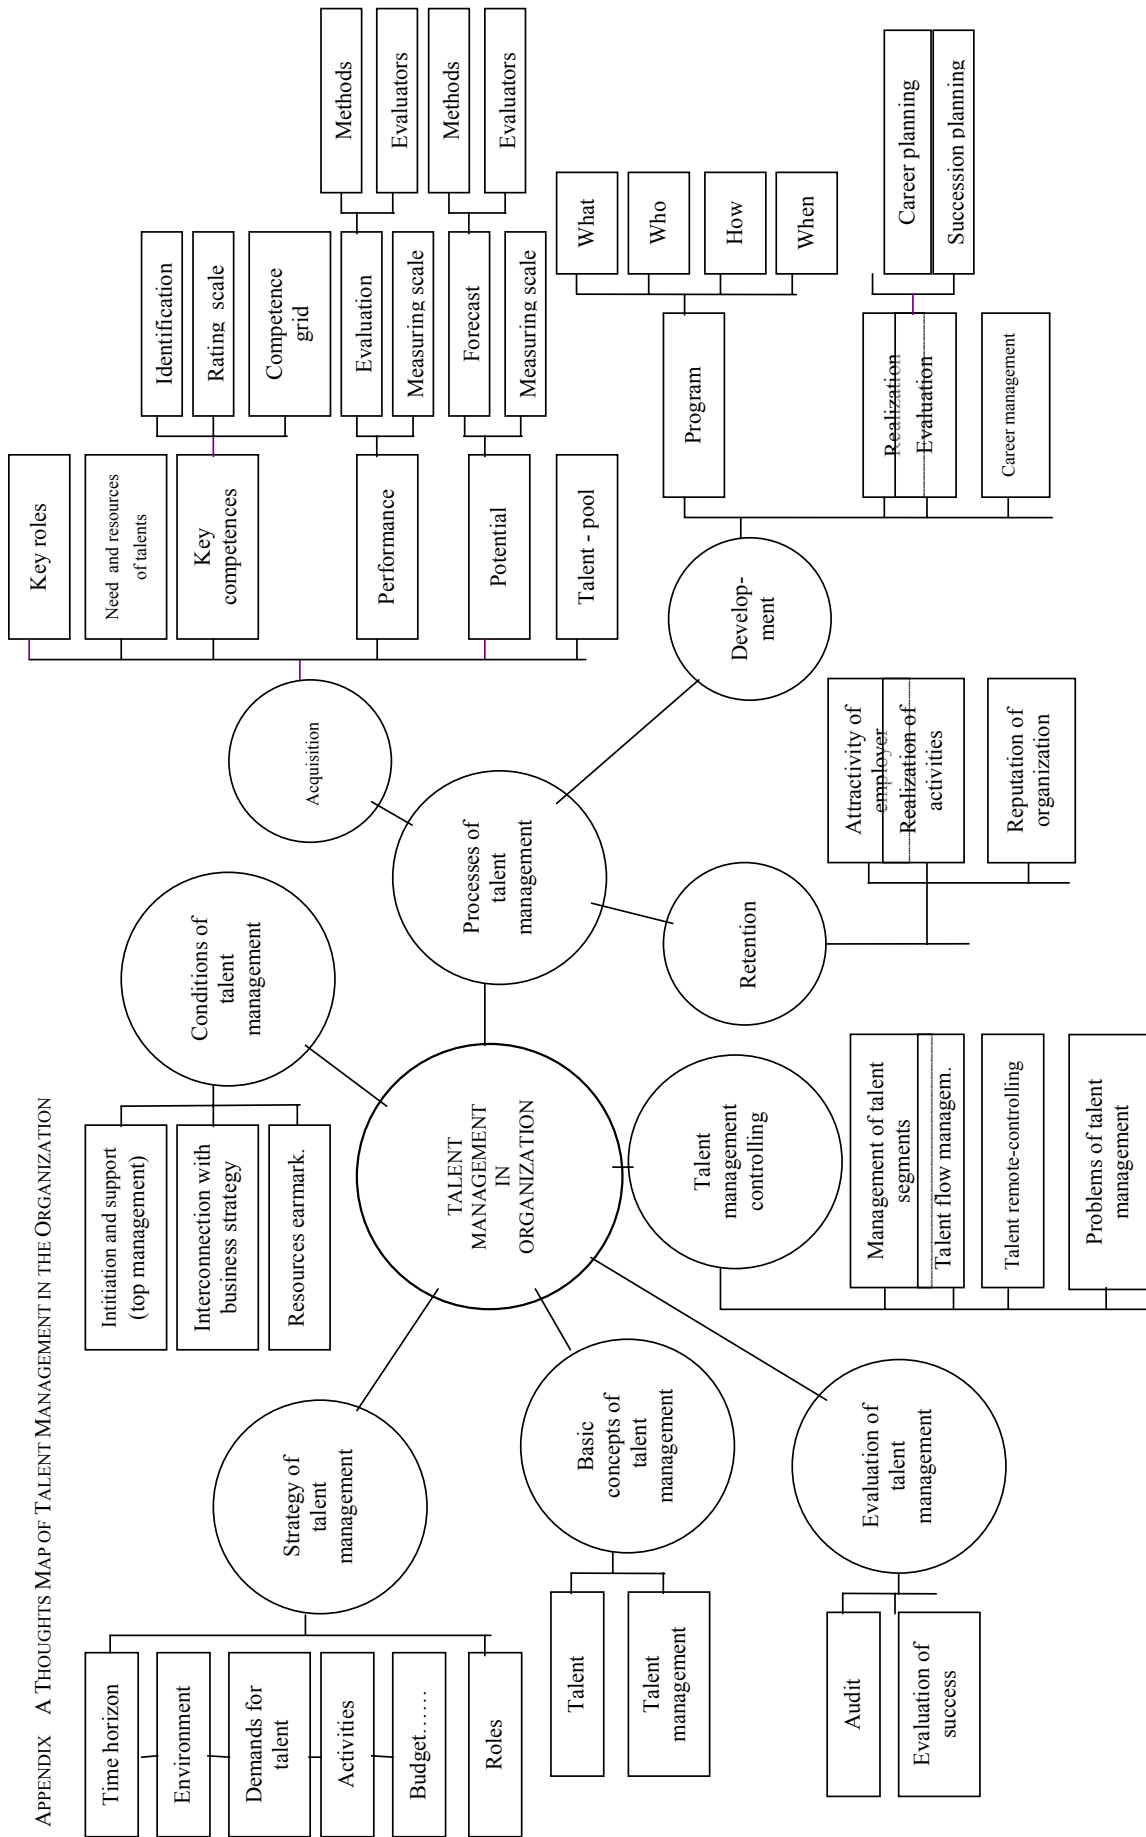 APPENDIX A THOUGHTS MAP OF TALENT MANAGEMENT IN THE ORGANIZATION
Time horizon
Environment
Demands for
talent
Activities
Budget......
Roles
Strategy of
talent
management
Intitiation and support
(top management)
Interconnection with
business strategy
Resources earmark.
Conditions of
talent
management
TALENT
MANAGEMENT
IN
ORGANIZATION
Talent
Talent
management
Basic
concepts of
talent
management
Audit
Evaluation of
success
Evaluation of
talent
management
Talent
management
controlling
Management of talent
segments
Talent flow managem.
Talent remote-controlling
Problems of talent
management
Processes of
talent
management
Acquisition
Key roles
Need and resources
of talents
Key
competences
Performance
Potential
Talent - pool
Identification
Rating scale
Competence
grid
Evaluation
Measuring scale
Forecast
Measuring scale
Methods
Evaluators
Methods
Evaluators
Retention
Attractivity of
employer
Realization of
activities
Reputation of
organization
Develop-
ment
Program
Realization
Evaluation
Career management
What
Who
How
When
Career planning
Succession planning